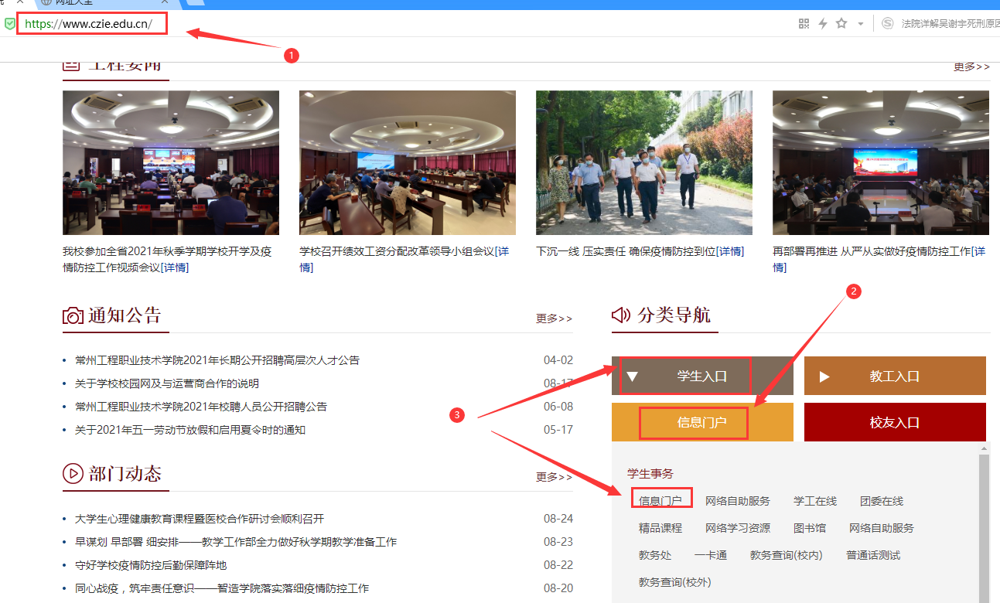 网址大全
https://www.czie.edu.cn/
法院详解吴谢宇死刑原因
1
工程要闻
更多>>
我校参加全省2021年秋季学期学校开学及疫
情防控工作视频会议[详情]
学校召开绩效工资分配改革领导小组会议[详
情]
下沉一线 压实责任 确保疫情防控到位[详情]
再部署再推进 从严从实做好疫情防控工作[详
情]
2
通知公告
更多>>
常州工程职业技术学院2021年长期公开招聘高层次人才公告 04-02
关于学校校园网及与运营商合作的说明 08-17
常州工程职业技术学院2021年校聘人员公开招聘公告 06-08
关于2021年五一劳动节放假和启用夏令时的通知 05-17
分类导航
学生入口 教工入口
信息门户 校友入口
3
部门动态
更多>>
大学生心理健康教育课程暨医校合作研讨会顺利召开 08-24
早谋划 早部署 细安排——教学工作部全力做好秋学期教学准备工作 08-23
守好学校疫情防控后勤保障阵地 08-22
同心战疫，筑牢责任意识——智造学院落实落细疫情防控工作 08-20
学生事务
信息门户 网络自助服务 学工在线 团委在线
精品课程 网络学习资源 图书馆 网络自助服务
教务处 一卡通 教务查询(校内) 普通话测试
教务查询(校外)